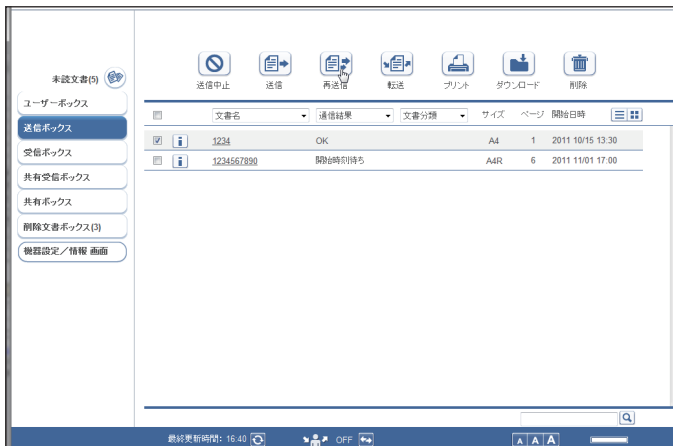 未読文書(5)
送信中止 送信 再送信 転送 プリント ダウンロード 削除
ユーザーボックス
送信ボックス
受信ボックス
共有受信ボックス
共有ボックス
削除文書ボックス(3)
機器設定／情報 画面
文書名 通信結果 文書分類 サイズ ページ 開始日時
1234 OK A4 1 2011 10/15 13:30
1234567890 開始時刻待ち A4R 6 2011 11/01 17:00
最終更新時間: 16:40 OFF A A A